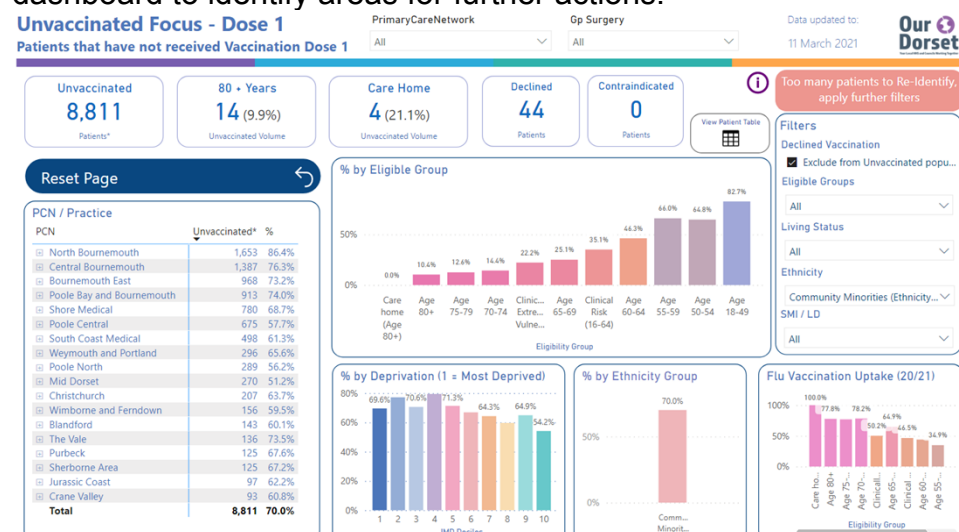 dashboard to identify areas for further actions.
Unvaccinated Focus - Dose 1
Patients that have not received Vaccination Dose 1
PrimaryCareNetwork
All
Gp Surgery
All
Data updated to:
11 March 2021
Our
Dorset
Unvaccinated
8,811
Patients*
80 + Years
14 (9.9%)
Unvaccinated Volume
Care Home
4 (21.1%)
Unvaccinated Volume
Declined
44
Patients
Contraindicated
0
Patients
i
View Patient Table
Too many patients to Re-Identify,
apply further filters
Reset Page
PCN / Practice
PCN Unvaccinated* %
North Bournemouth 1,653 86.4%
Central Bournemouth 1,387 76.3%
Bournemouth East 968 73.2%
Poole Bay and Bournemouth 913 74.0%
Shore Medical 780 68.7%
Poole Central 675 57.7%
South Coast Medical 498 61.3%
Weymouth and Portland 296 65.6%
Poole North 289 56.2%
Mid Dorset 270 51.2%
Christchurch 207 63.7%
Wimborne and Ferndown 156 59.5%
Blandford 143 60.1%
The Vale 136 73.5%
Purbeck 125 67.6%
Sherborne Area 125 67.2%
Jurassic Coast 97 62.2%
Crane Valley 93 60.8%
Total 8,811 70.0%
% by Eligible Group
50%
0%
0.0% 10.4% 12.6% 14.4% 22.2% 25.1% 35.1% 46.3% 66.0% 64.8% 82.7%
Care home (Age 80+)
Age 80+
Age 75-79
Age 70-74
Clinic... Extre... Vulne...
Age 65-69
Clinical Risk (16-64)
Age 60-64
Age 55-59
Age 50-54
Age 18-49
Eligibility Group
Filters
Declined Vaccination
Exclude from Unvaccinated popu...
Eligible Groups
All
Living Status
All
Ethnicity
Community Minorities (Ethnicity...
SMI / LD
All
% by Deprivation (1 = Most Deprived)
80%
60%
40%
20%
0%
69.6% 70.6% 71.3% 64.3% 64.9% 54.2%
1 2 3 4 5 6 7 8 9 10
IMD Deciles
% by Ethnicity Group
50%
0%
70.0%
Comm...
Minorit...
Flu Vaccination Uptake (20/21)
100%
50%
0%
100.0% 77.8% 78.2% 50.2% 64.9% 46.5% 34.9%
Care ho...
Age 80+
Age 75-...
Age 70-...
Clinicall...
Age 65-...
Clinical ...
Age 60-...
Age 55-...
Eligibility Group